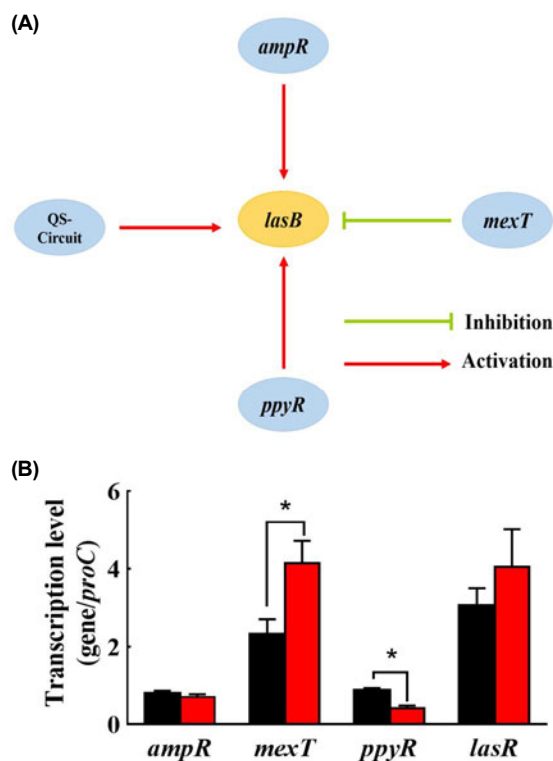 (A)
ampR
QS-
Circuit
lasB
mexT
Inhibition
Activation
ppyR
(B)
Transcription level
(gene/proC)
6
4
2
0
*
*
ampR
mexT
ppyR
lasR